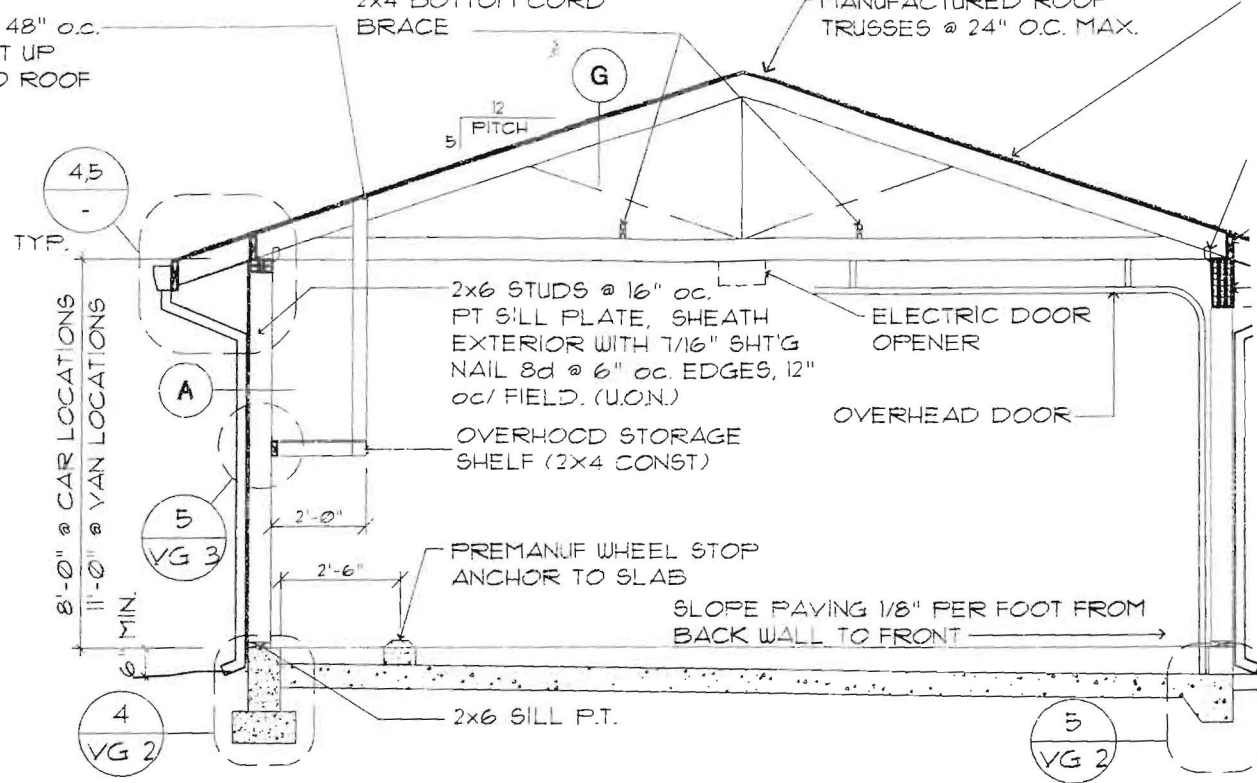 48" O.C.
T UP
D ROOF
2x4 BOTTOM CORD
BRACE
MANUFACTURED ROOF
TRUSSES @ 24" O.C. MAX.
G
12
5
PITCH
4,5
-
TYP.
8'-0" @ CAR LOCATIONS
11'-0" @ VAN LOCATIONS
6" MIN.
2x6 STUDS @ 16" OC.
PT SILL PLATE, SHEATH
EXTERIOR WITH 7/16" SHT'G
NAIL 8d @ 6" OC. EDGES, 12"
OC/ FIELD. (U.O.N.)
ELECTRIC DOOR
OPENER
A
OVERHEAD DOOR
OVERHOOD STORAGE
SHELF (2X4 CONST)
5
VG 3
2'-0"
2'-6"
PREMANUF WHEEL STOP
ANCHOR TO SLAB
SLOPE PAVING 1/8" PER FOOT FROM
BACK WALL TO FRONT
4
VG 2
2x6 SILL P.T.
5
VG 2